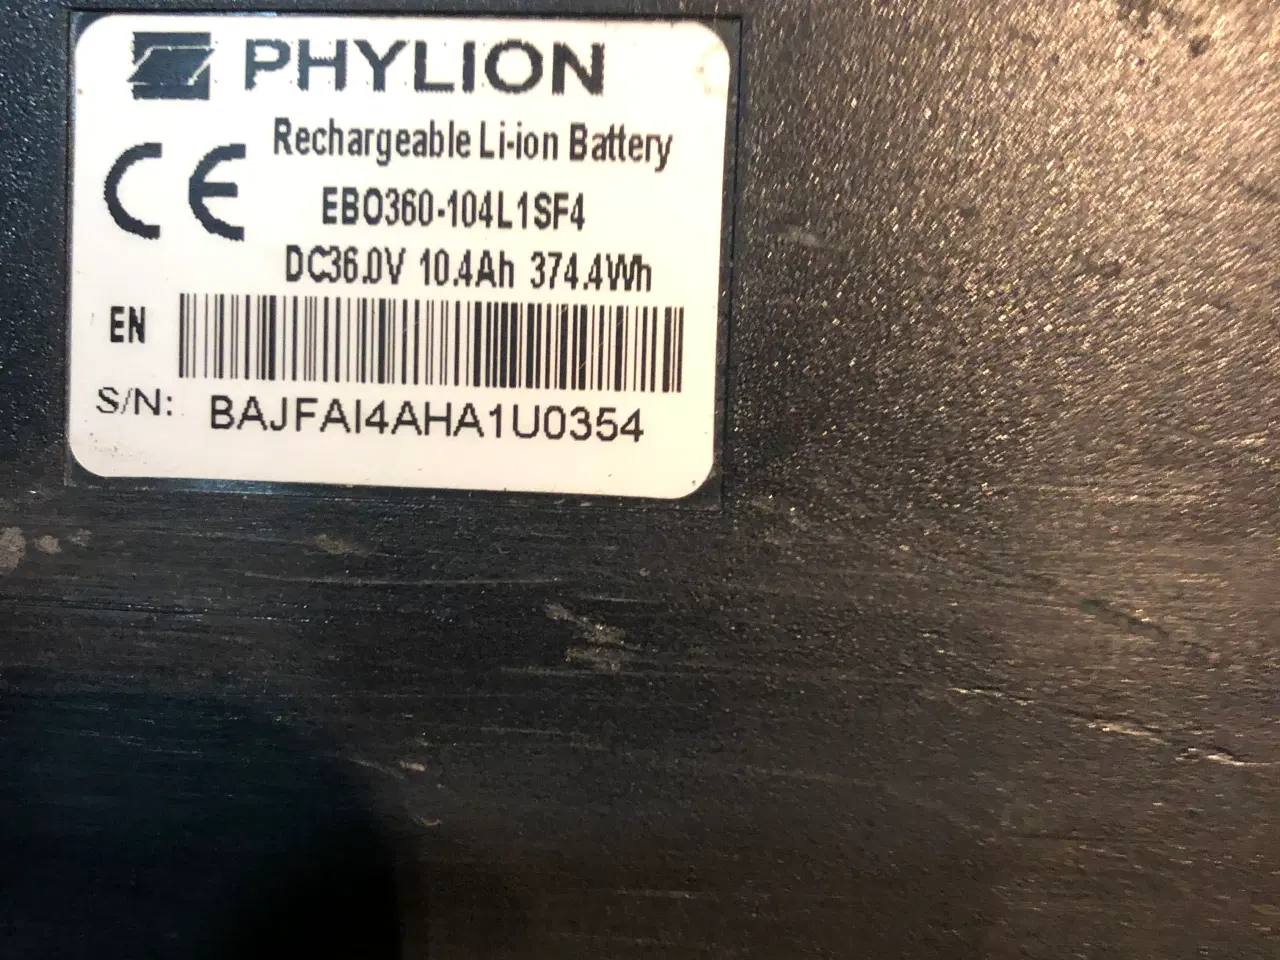 PHYLION
Rechargeable Li-ion Battery
CE
EBO360-104L1SF4
DC36.0V 10.4Ah 374.4Wh
EN
S/N: BAJFAI4AHA1U0354